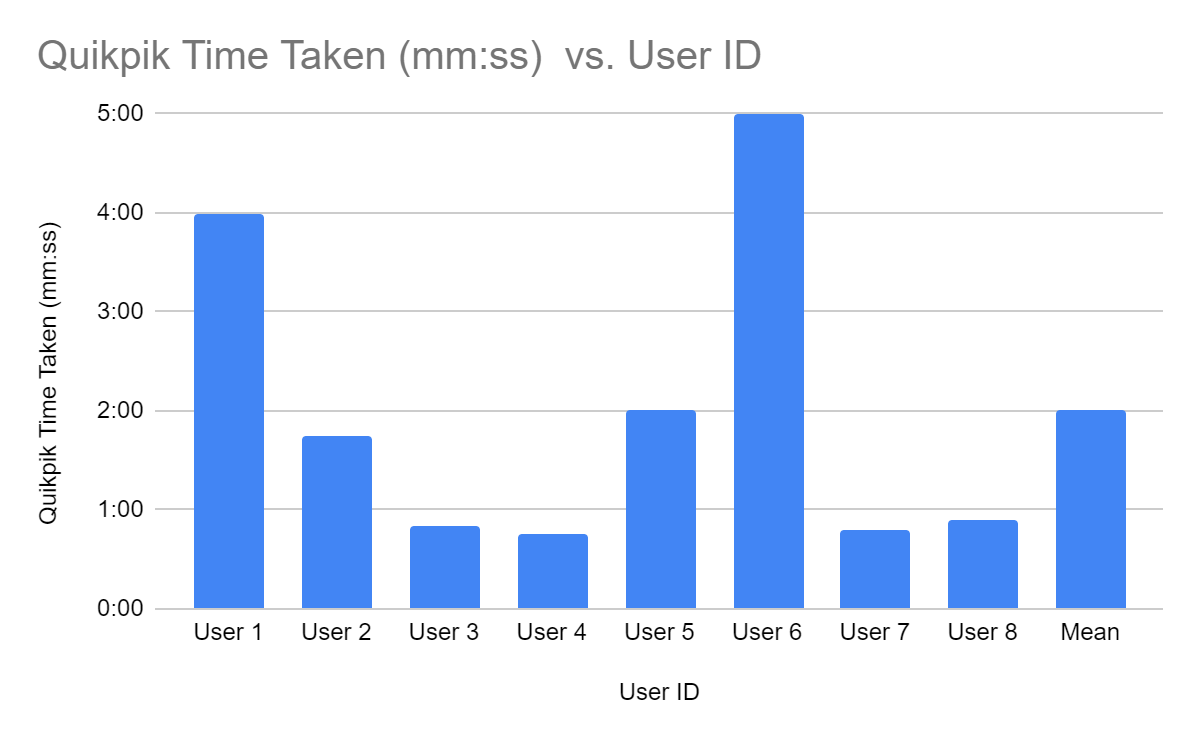 Quikpik Time Taken (mm:ss)  vs. User ID
Quikpik Time Taken (mm:ss)
5:00
4:00
3:00
2:00
1:00
0:00
User 1 User 2 User 3 User 4 User 5 User 6 User 7 User 8 Mean
User ID